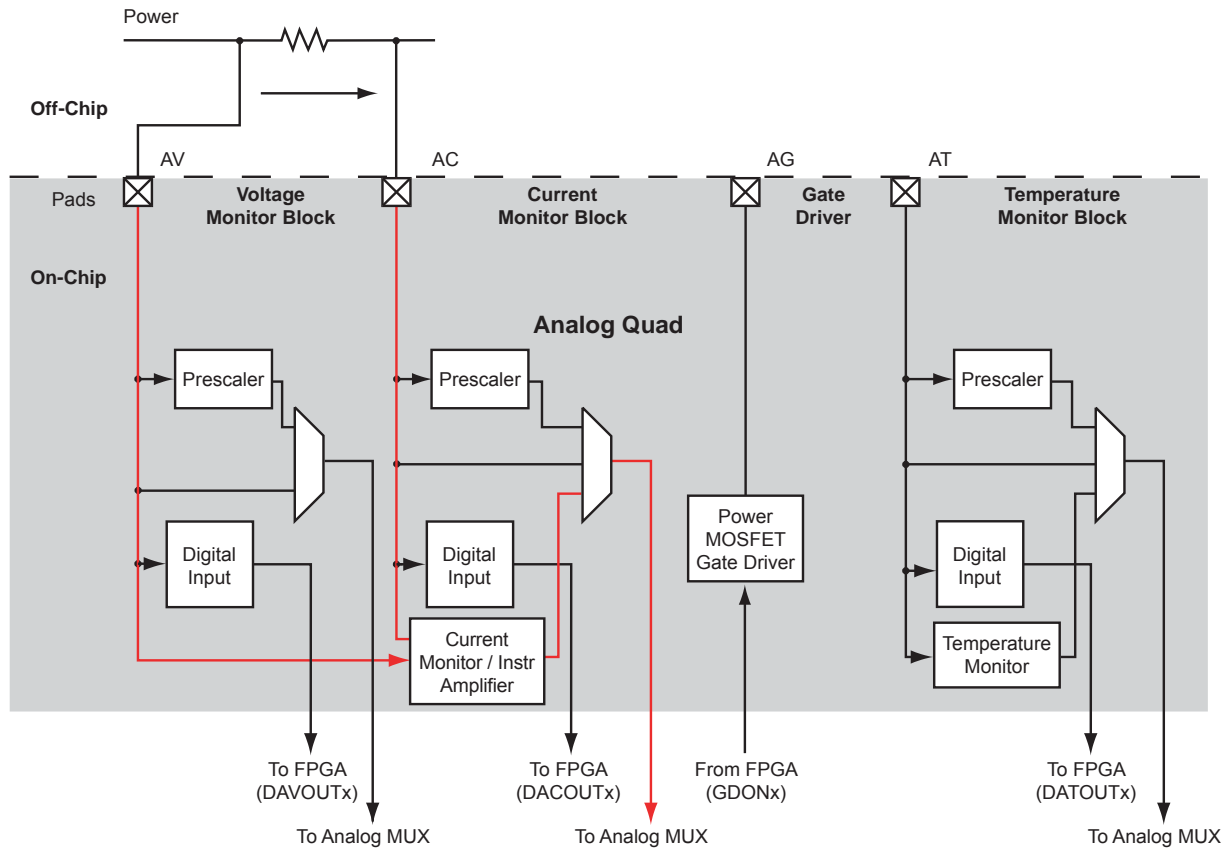 Power
Off-Chip
AV
AC
AG
AT
Pads
Voltage
Monitor Block
Current
Monitor Block
Gate
Driver
Temperature
Monitor Block
On-Chip
Analog Quad
Prescaler
Prescaler
Prescaler
Power
MOSFET
Gate Driver
Digital
Input
Digital
Input
Digital
Input
Current
Monitor / Instr
Amplifier
Temperature
Monitor
To FPGA
(DAVOUTx)
To FPGA
(DACOUTx)
From FPGA
(GDONx)
To FPGA
(DATOUTx)
To Analog MUX
To Analog MUX
To Analog MUX